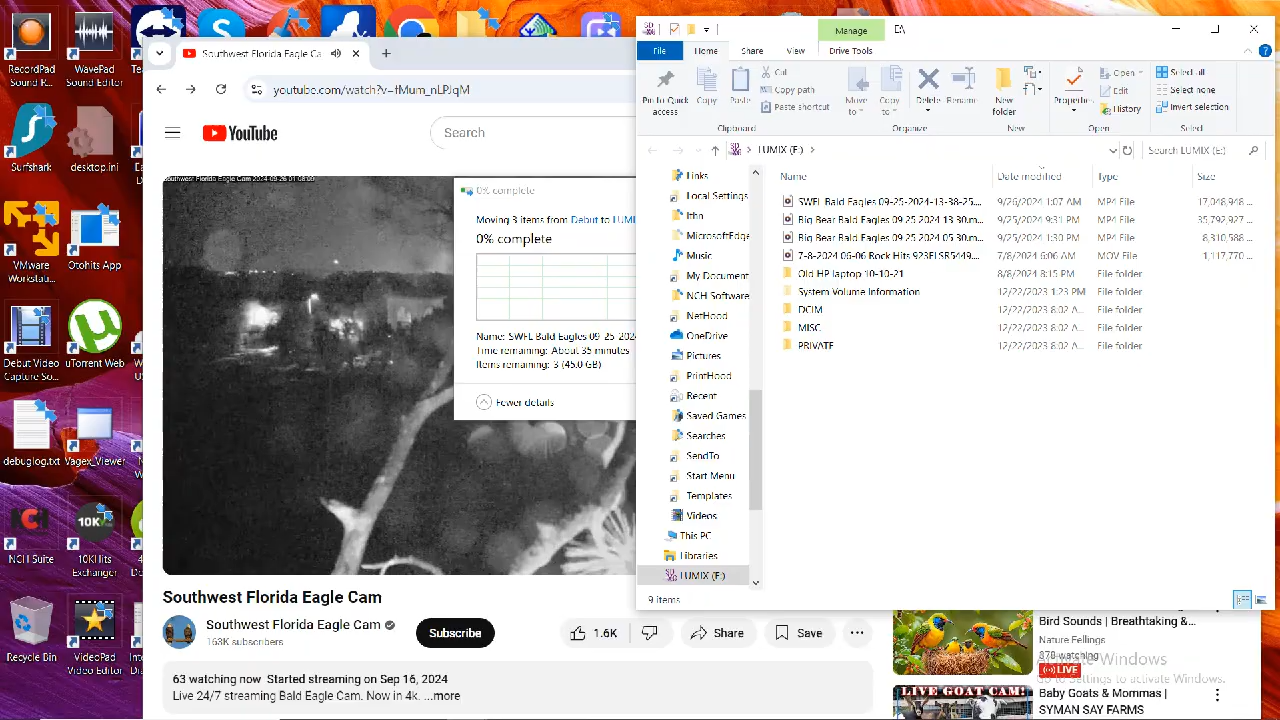 RecordPad
Sound R...
WavePad
Sound Editor
Surfshark
desktop.ini
VMware
Workstau...
Otohits App
Debut Video
Capture So...
uTorrent Web
debuglog.txt
Vagex_Viewer
NCH Suite
10KHits
Exchanger
Recycle Bin
VideoPad
Video Editor
Southwest Florida Eagle Ca
youtube.com/watch?v=fMum_nLPJqM
YouTube
Search
Southwest Florida Eagle Cam 2024-09-26 01:08:09
0% complete
Moving 3 items from Debut to LUMI
0% complete
Name: SWFL Bald Eagles 09-25-2024
Time remaining: About 35 minutes
Items remaining: 3 (45.0 GB)
Fewer details
Southwest Florida Eagle Cam
Southwest Florida Eagle Cam
163K subscribers
Subscribe
1.6K
Share
Save
63 watching now Started streaming on Sep 16, 2024
Live 24/7 streaming Bald Eagle Cam. Now in 4k. ...more
Manage
File
Home
Share
View
Drive Tools
Pin to Quick
access
Copy
Paste
Cut
Copy path
Paste shortcut
Clipboard
Move
to
Copy
to
Delete
Rename
Organize
New
folder
New
Properties
Open
Edit
History
Open
Select all
Select none
Invert selection
Select
LUMIX (E:)
Search LUMIX (E:)
Links
Local Settings
MicrosoftEdge
Music
My Document
NCH Software
NetHood
OneDrive
Pictures
PrintHood
Recent
Saved Games
Searches
SendTo
Start Menu
Templates
Videos
This PC
Libraries
Name Date modified Type Size
SWFL Bald Eagles 09-25-2024-13-38-25.... 9/26/2024 1:07 AM MP4 File 17,048,948 ...
Big Bear Bald Eagles 09 25 2024 13 30.m... 9/25/2024 9:31 PM MP4 File 35,792,927...
Big Bear Bald Eagles 09 25 2024 05 30.m... 9/25/2024 1:30 PM MP4 File 8,310,588 ...
7-8-2024 06-06 Rock Hits 923FLSR5449.... 7/8/2024 6:06 AM MOV File 1,117,770 ...
Old HP laptop 10-10-21 8/8/2024 8:15 PM File folder
System Volume Information 12/22/2023 1:23 PM File folder
DCIM 12/22/2023 8:02 A... File folder
MISC 12/22/2023 8:02 A... File folder
PRIVATE 12/22/2023 8:02 A... File folder
9 items
Bird Sounds | Breathtaking &...
Nature Fellings
378 watching
LIVE
Activate Windows
Go to Settings to activate Windows.
LIVE GOAT CAM!
Baby Goats & Mommas |
SYMAN SAY FARMS